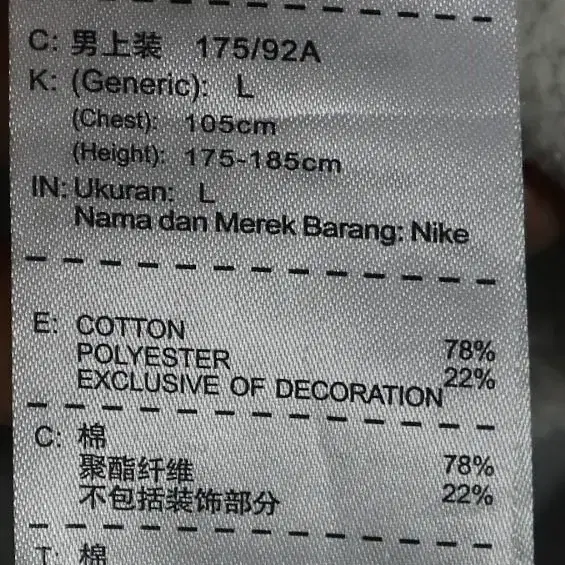 C: 男上装 175/92A
K: (Generic): L
(Chest): 105cm
(Height): 175-185cm
IN: Ukuran: L
Nama dan Merek Barang: Nike
E: COTTON 78%
POLYESTER 22%
EXCLUSIVE OF DECORATION
C: 棉 78%
聚酯纤维 22%
不包括装饰部分
T: 棉